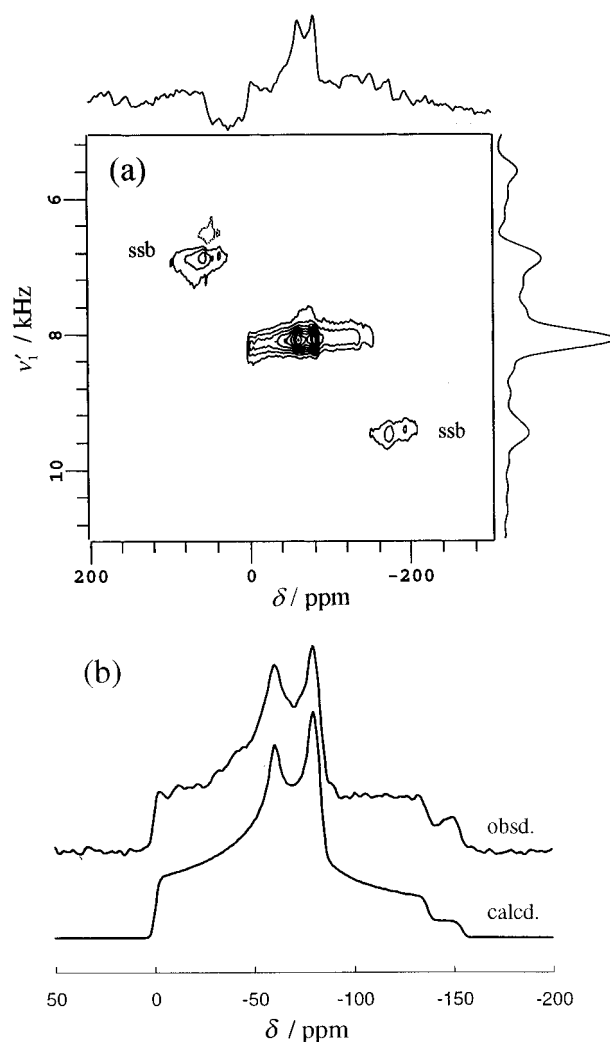 (a)
ssb
6
8
10
ν′₁ / kHz
ssb
200
0
-200
δ / ppm
(b)
obsd.
calcd.
50
0
-50
-100
-150
-200
δ / ppm